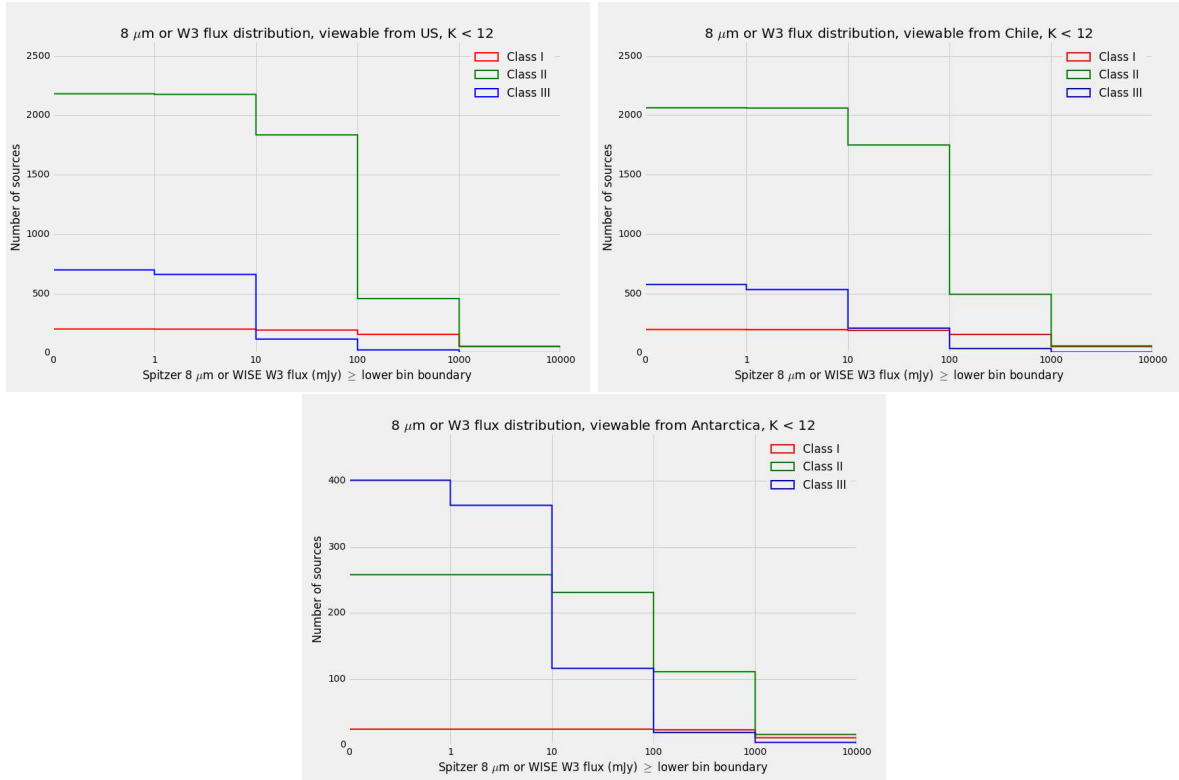 8 μm or W3 flux distribution, viewable from US, K < 12
2500
2000
1500
1000
500
0
Number of sources
Class I
Class II
Class III
0 1 10 100 1000 10000
Spitzer 8 μm or WISE W3 flux (mJy) ≥ lower bin boundary
8 μm or W3 flux distribution, viewable from Chile, K < 12
2500
2000
1500
1000
500
0
Number of sources
Class I
Class II
Class III
0 1 10 100 1000 10000
Spitzer 8 μm or WISE W3 flux (mJy) ≥ lower bin boundary
8 μm or W3 flux distribution, viewable from Antarctica, K < 12
400
300
200
100
0
Number of sources
Class I
Class II
Class III
0 1 10 100 1000 10000
Spitzer 8 μm or WISE W3 flux (mJy) ≥ lower bin boundary